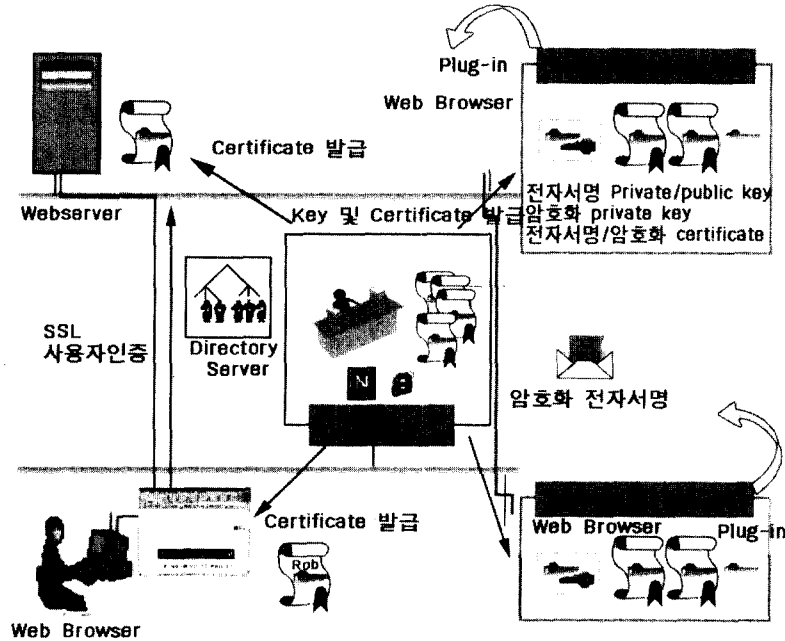 Plug-in
Web Browser
Certificate 발급
Webserver
Key 및 Certificate 발급
전자서명 Private/public key
암호화 private key
전자서명/암호화 certificate
SSL
사용자인증
Directory
Server
N
암호화 전자서명
Certificate 발급
Rob
Web Browser
Plug-in
Web Browser